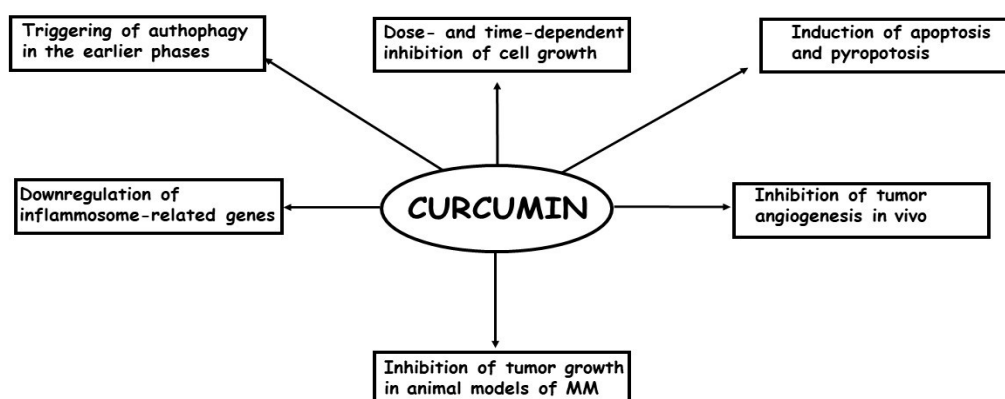 Triggering of authophagy
in the earlier phases
Dose- and time-dependent
inhibition of cell growth
Induction of apoptosis
and pyropotosis
Downregulation of
inflammosome-related genes
CURCUMIN
Inhibition of tumor
angiogenesis in vivo
Inhibition of tumor growth
in animal models of MM